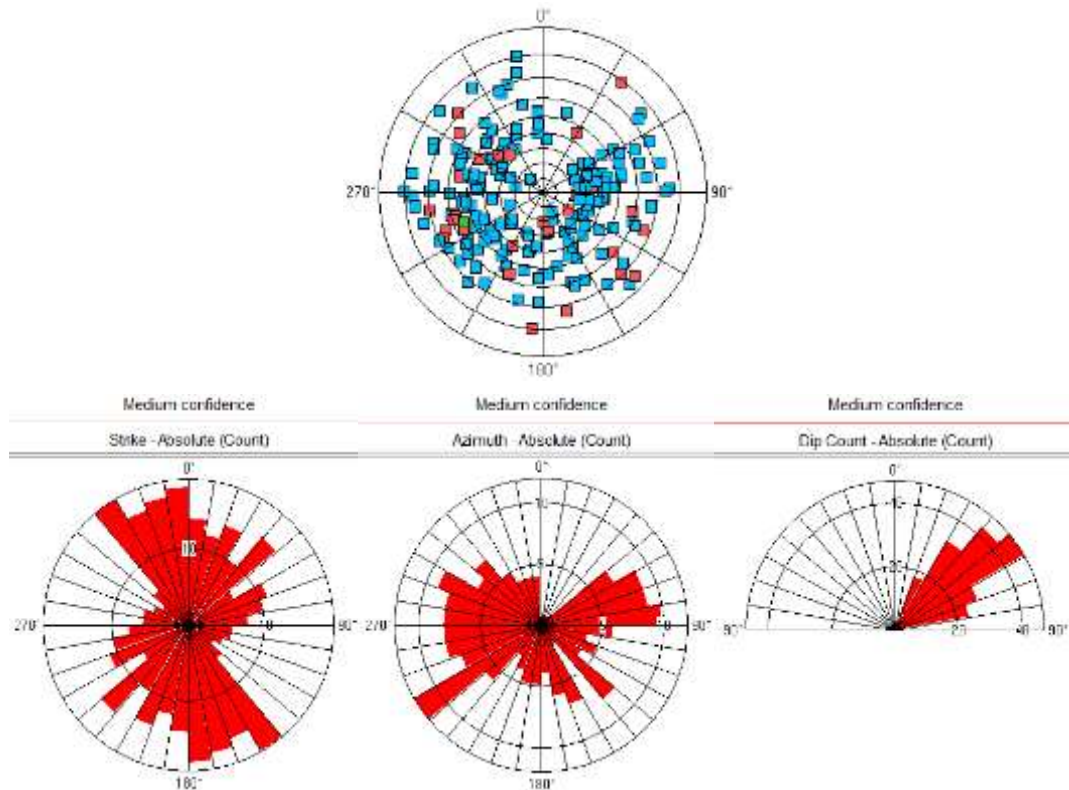 0°
270°
90°
180°
Medium confidence Medium confidence Medium confidence
Strike - Absolute (Count) Azimuth - Absolute (Count) Dip Count - Absolute (Count)
0° 0° 0°
10
270° 90° 270° 90° 90° 20 40 90°
180° 180°